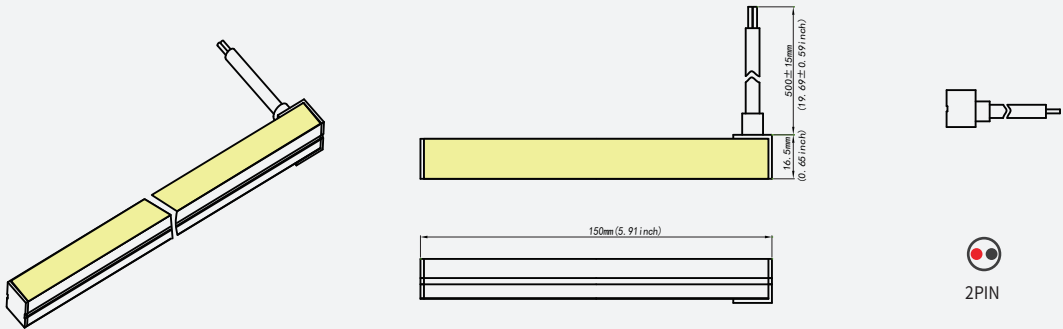 500±15mm
(19.69±0.59inch)
16.5mm
(0.65inch)
150mm(5.91inch)
2PIN